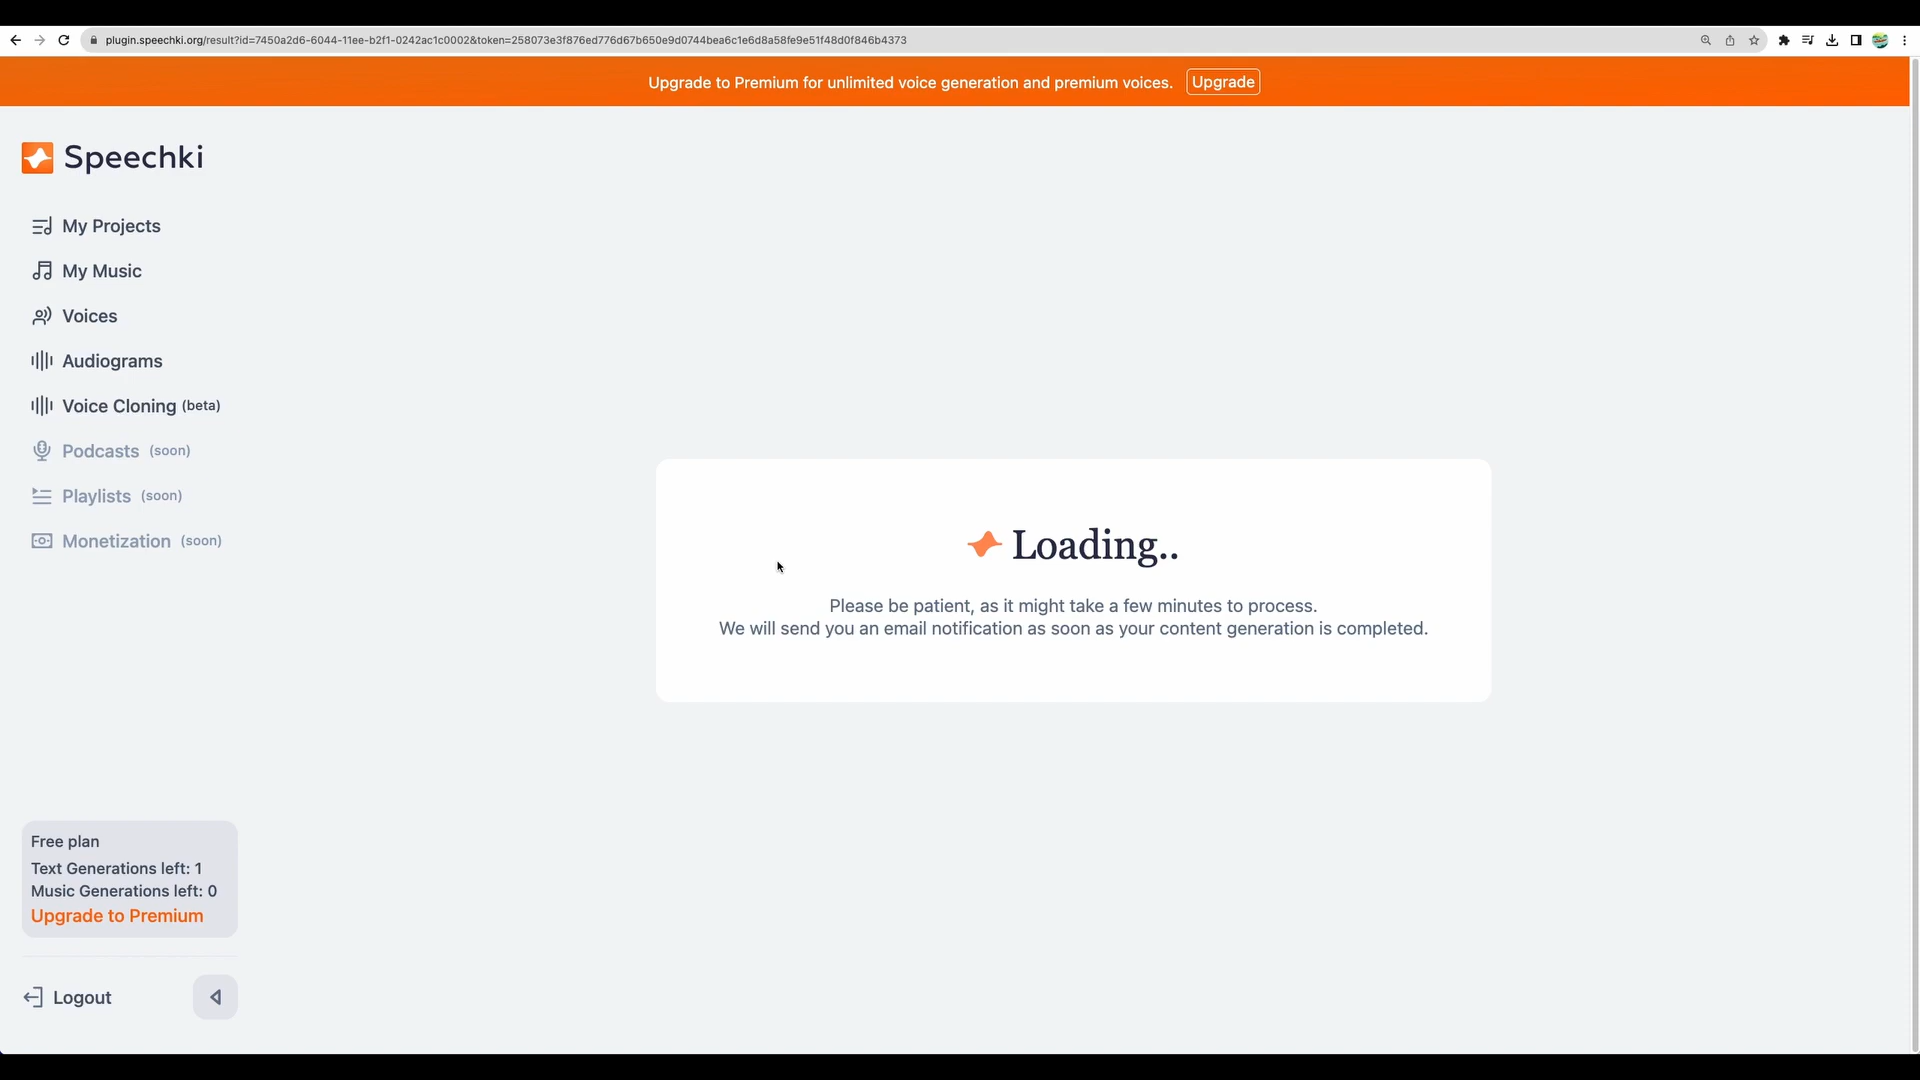 plugin.speechki.org/result?id=7450a2d6-6044-11ee-b2f1-0242ac1c0002&token=258073e3f876ed776d67b650e9d0744bea6c1e6d8a58fe9e51f48d0f846b4373
Upgrade to Premium for unlimited voice generation and premium voices. Upgrade
Speechki
My Projects
My Music
Voices
Audiograms
Voice Cloning (beta)
Podcasts (soon)
Playlists (soon)
Monetization (soon)
Loading..
Please be patient, as it might take a few minutes to process.
We will send you an email notification as soon as your content generation is completed.
Free plan
Text Generations left: 1
Music Generations left: 0
Upgrade to Premium
Logout